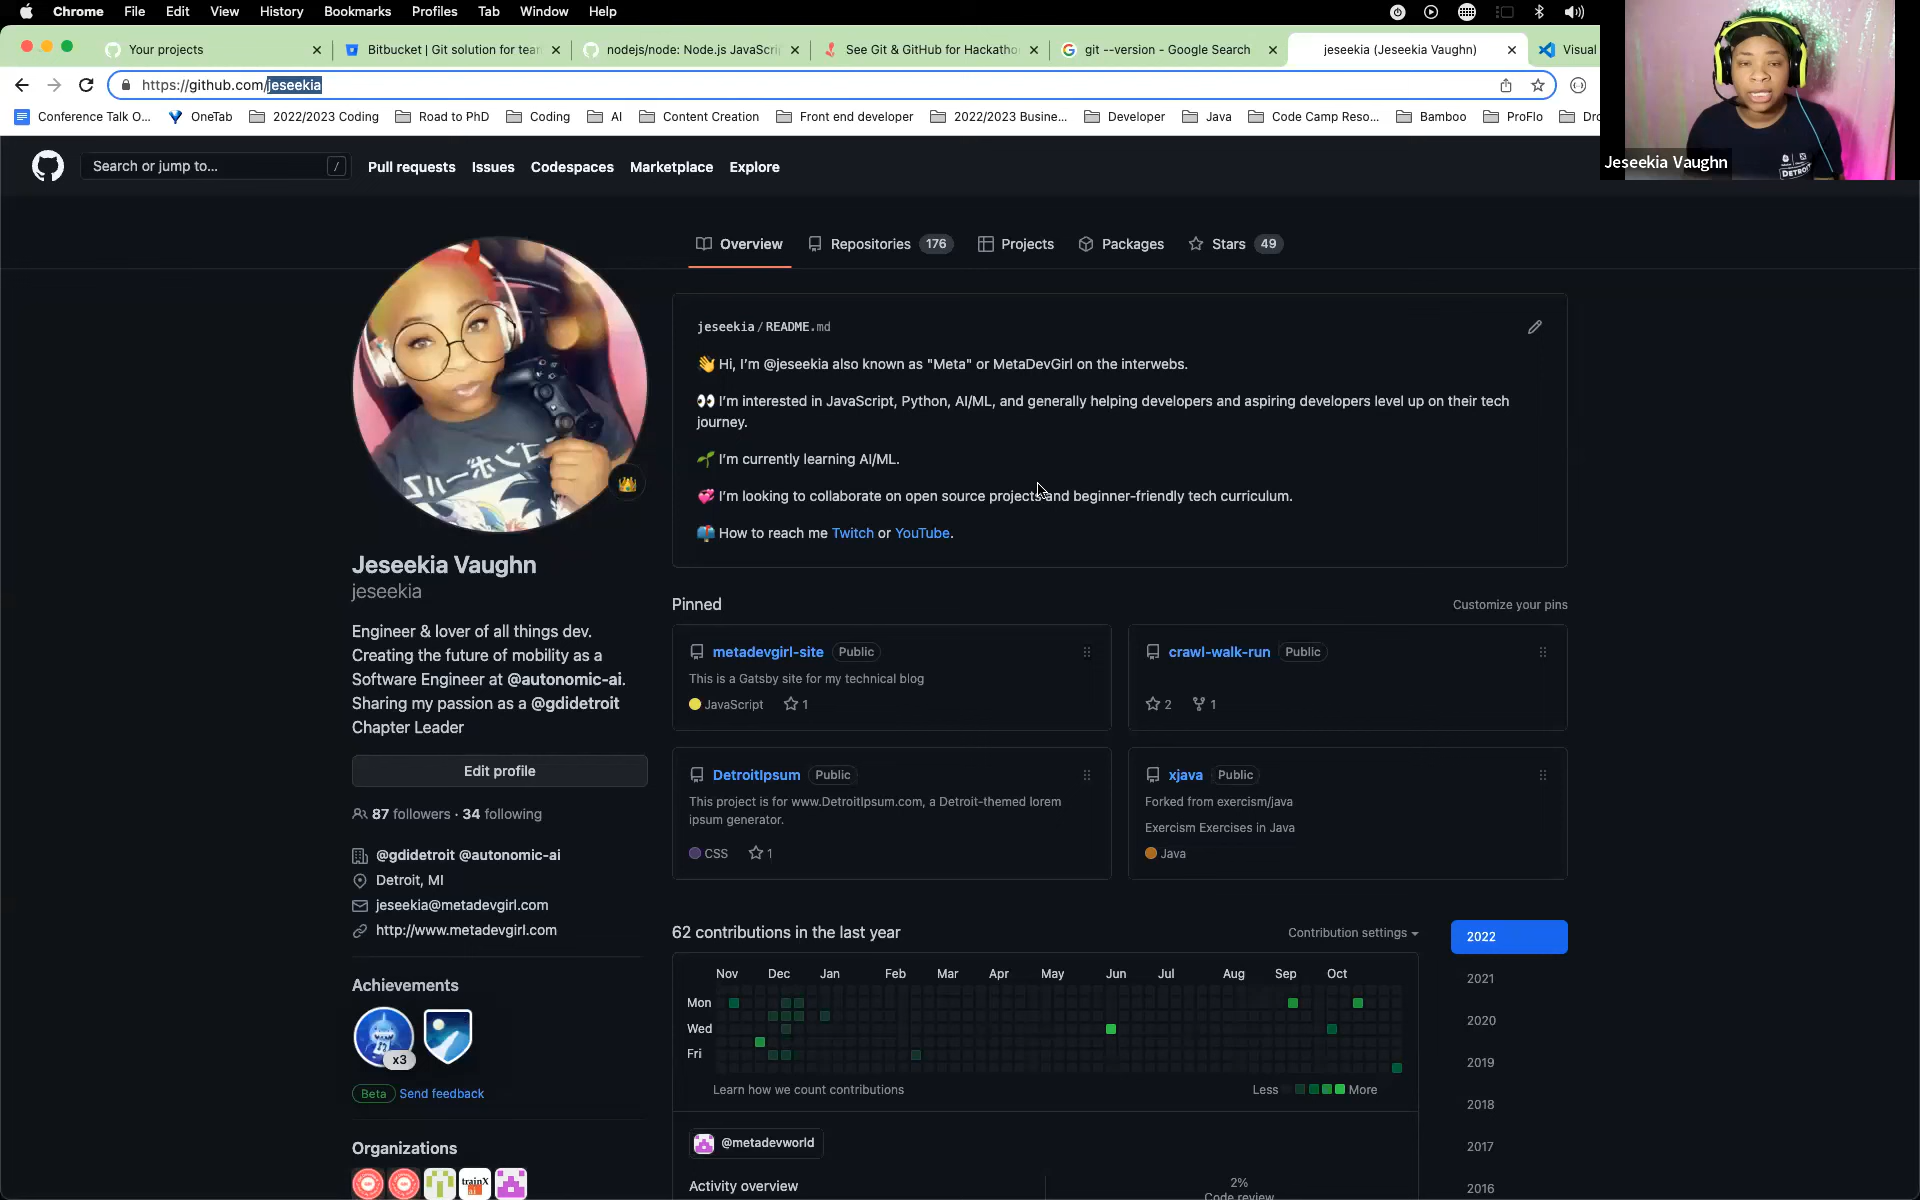 Chrome File Edit View History Bookmarks Profiles Tab Window Help
Your projects
Bitbucket | Git solution for tea
nodejs/node: Node.js JavaScri
See Git & GitHub for Hackatho
git --version - Google Search
jeseekia (Jeseekia Vaughn)
Visual
https://github.com/jeseekia
Conference Talk O... OneTab 2022/2023 Coding Road to PhD Coding AI Content Creation Front end developer 2022/2023 Busine... Developer Java Code Camp Reso... Bamboo ProFlo Dro
Jeseekia Vaughn
DETROIT
Search or jump to... /
Pull requests Issues Codespaces Marketplace Explore
Overview Repositories 176 Projects Packages Stars 49
jeseekia/README.md
👋 Hi, I'm @jeseekia also known as "Meta" or MetaDevGirl on the interwebs.
👀 I'm interested in JavaScript, Python, AI/ML, and generally helping developers and aspiring developers level up on their tech
journey.
🌱 I'm currently learning AI/ML.
💞 I'm looking to collaborate on open source projects and beginner-friendly tech curriculum.
📫 How to reach me Twitch or YouTube.
Jeseekia Vaughn
jeseekia
Engineer & lover of all things dev.
Creating the future of mobility as a
Software Engineer at @autonomic-ai.
Sharing my passion as a @gdidetroit
Chapter Leader
Edit profile
87 followers · 34 following
@gdidetroit @autonomic-ai
Detroit, MI
jeseekia@metadevgirl.com
http://www.metadevgirl.com
Achievements
x3
Beta Send feedback
Organizations
trainX
Pinned
Customize your pins
metadevgirl-site Public
This is a Gatsby site for my technical blog
JavaScript 1
crawl-walk-run Public
2 1
DetroitIpsum Public
This project is for www.DetroitIpsum.com, a Detroit-themed lorem
ipsum generator.
CSS 1
xjava Public
Forked from exercism/java
Exercism Exercises in Java
Java
62 contributions in the last year
Contribution settings
Nov Dec Jan Feb Mar Apr May Jun Jul Aug Sep Oct
Mon
Wed
Fri
Learn how we count contributions
Less More
@metadevworld
Activity overview
2%
Code review
2022
2021
2020
2019
2018
2017
2016